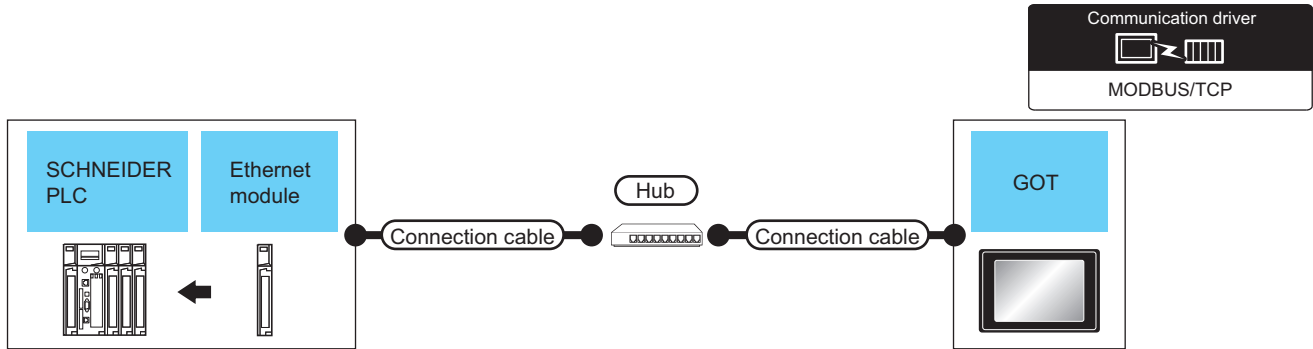 Communication driver
MODBUS/TCP
SCHNEIDER
PLC
Ethernet
module
Connection cable
Hub
Connection cable
GOT